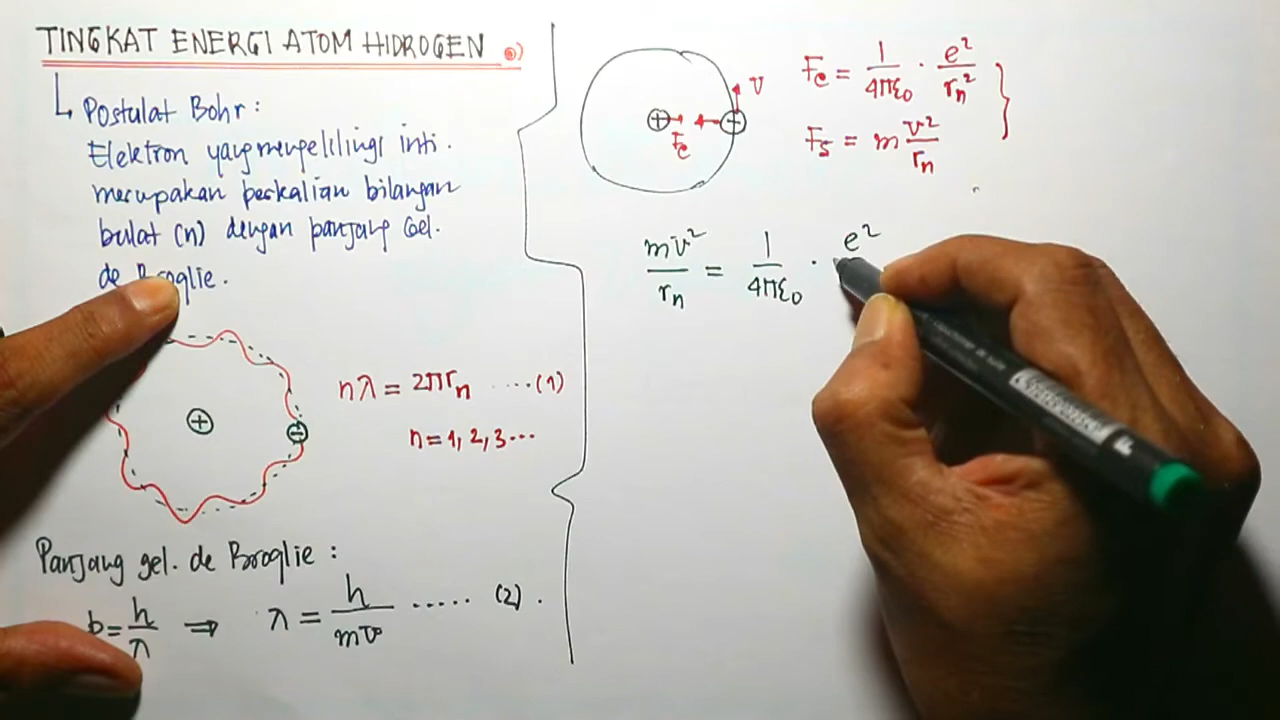 TINGKAT ENERGI ATOM HIDROGEN
Postulat Bohr :
Elektron yang mengelilingi inti.
merupakan perkalian bilangan
bulat (n) dengan panjang Gel.
de Broglie.
nλ = 2πrₙ ....(1)
n = 1, 2, 3 ...
Panjang gel. de Broglie :
p = h/λ ⇒ λ = h/mv ..... (2) .
v
Fe
Fe = 1/4πε₀ · e²/rₙ² }
Fs = m v²/rₙ
mv²/rₙ = 1/4πε₀ · e²